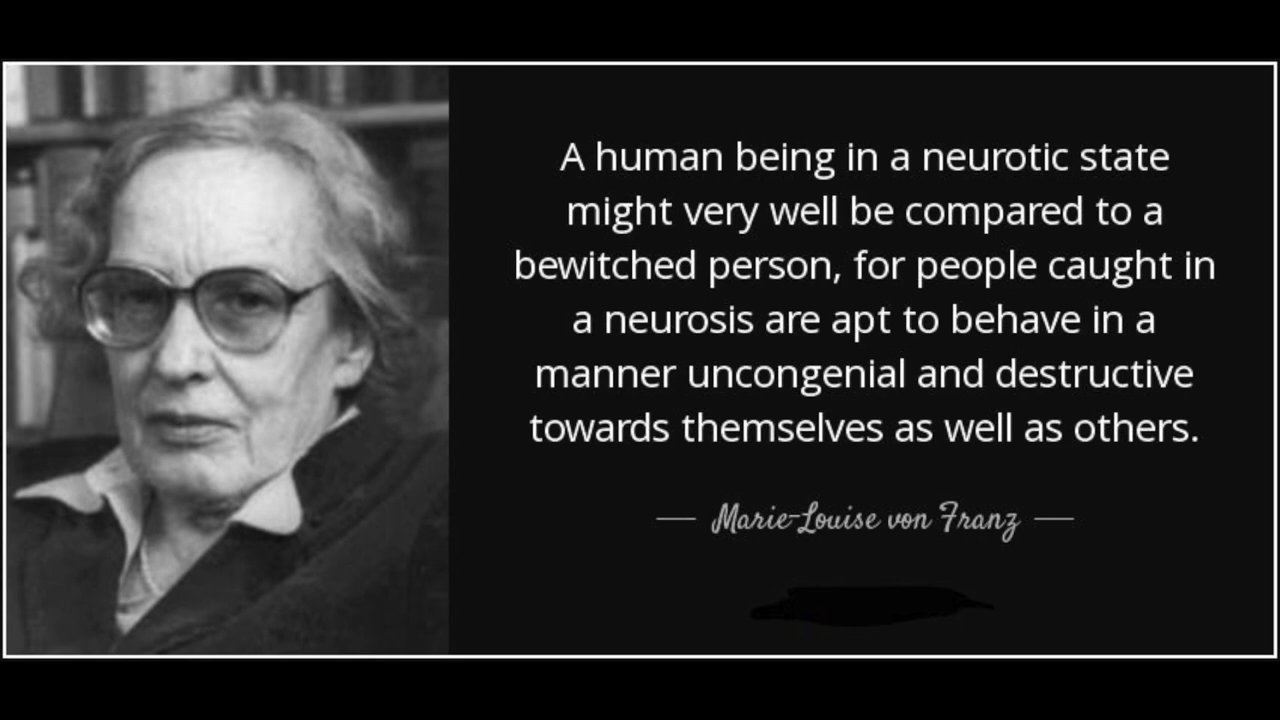 A human being in a neurotic state
might very well be compared to a
bewitched person, for people caught in
a neurosis are apt to behave in a
manner uncongenial and destructive
towards themselves as well as others.
— Marie-Louise von Franz —